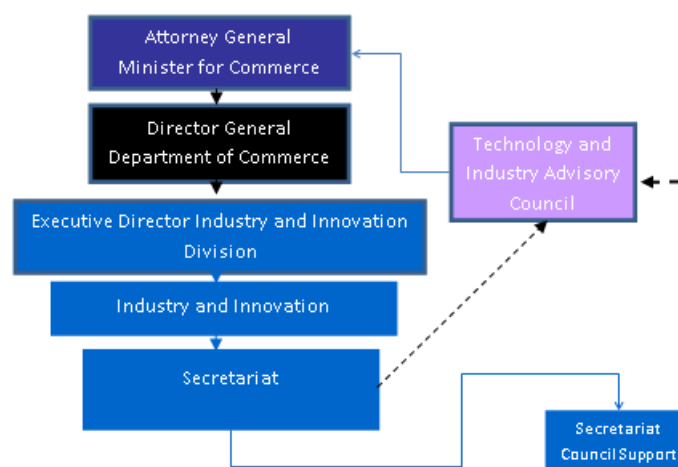 Attorney General
Minister for Commerce
Director General
Department of Commerce
Technology and
Industry Advisory
Council
Executive Director Industry and Innovation
Division
Industry and Innovation
Secretariat
Secretariat
Council Support